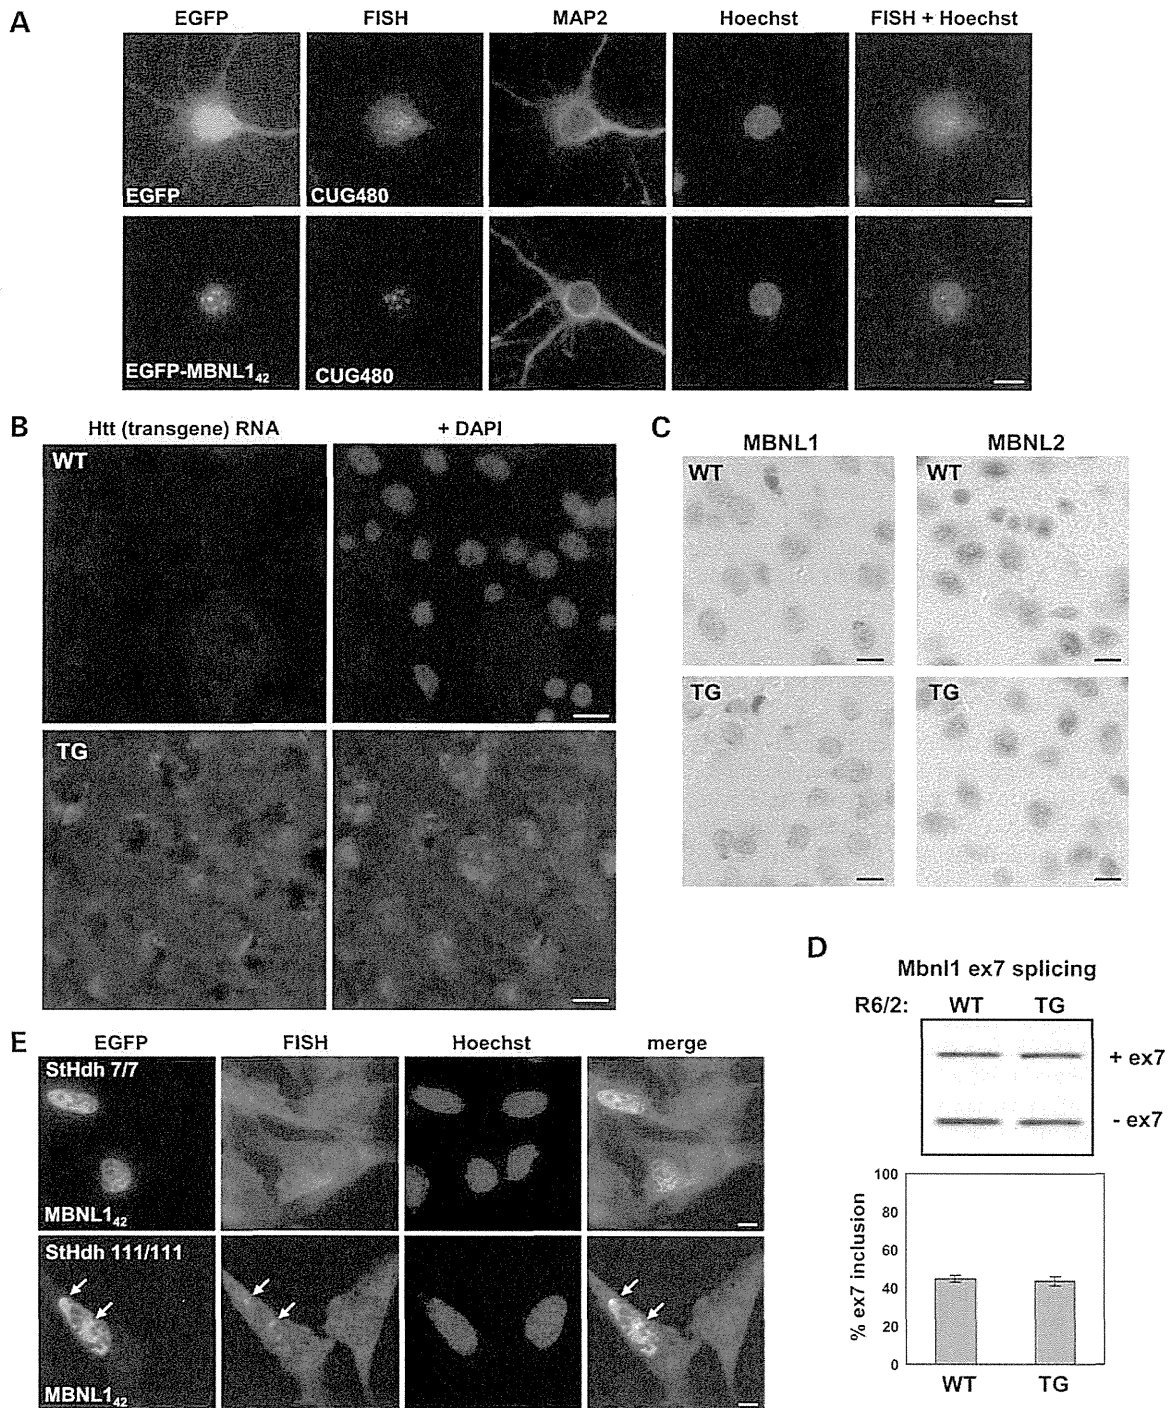 A
EGFP FISH MAP2 Hoechst FISH + Hoechst
EGFP CUG480
EGFP-MBNL1₄₂ CUG480
B
Htt (transgene) RNA + DAPI
WT
TG
C
MBNL1 MBNL2
WT WT
TG TG
D
Mbnl1 ex7 splicing
R6/2: WT TG
+ ex7
- ex7
% ex7 inclusion
100
80
60
40
20
0
WT TG
E
EGFP FISH Hoechst merge
StHdh 7/7
MBNL1₄₂
StHdh 111/111
MBNL1₄₂